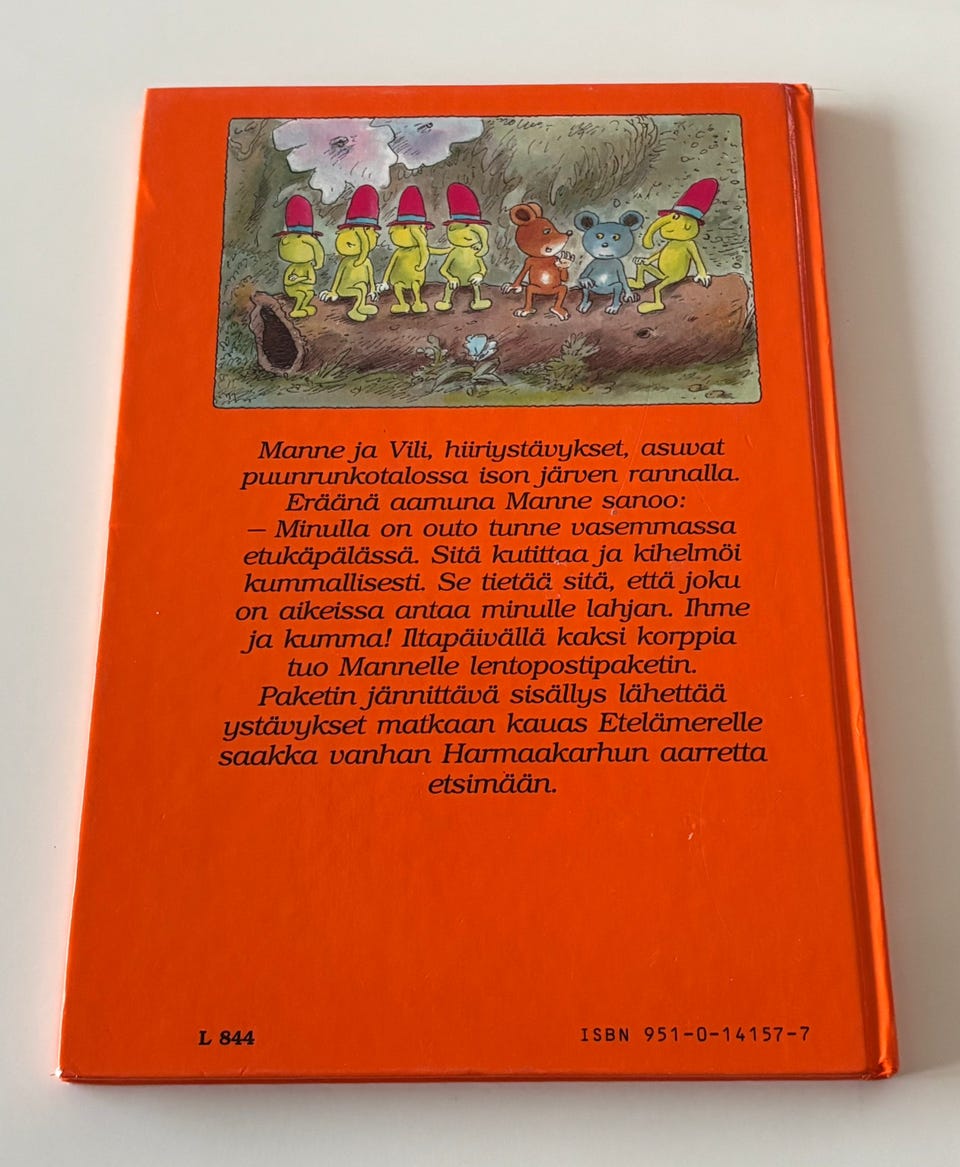 Manne ja Vili, hiiriystävykset, asuvat
puunrunkotalossa ison järven rannalla.
Eräänä aamuna Manne sanoo:
– Minulla on outo tunne vasemmassa
etukäpälässä. Sitä kutittaa ja kihelmöi
kummallisesti. Se tietää sitä, että joku
on aikeissa antaa minulle lahjan. Ihme
ja kumma! Iltapäivällä kaksi korppia
tuo Mannelle lentopostipaketin.
Paketin jännittävä sisällys lähettää
ystävykset matkaan kauas Etelämerelle
saakka vanhan Harmaakarhun aarretta
etsimään.
L 844
ISBN 951-0-14157-7